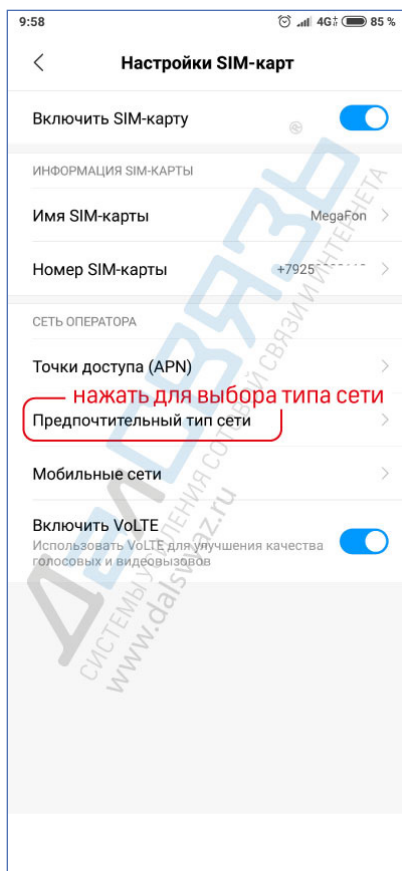 9:58 4G 85 %
Настройки SIM-карт
Включить SIM-карту
ИНФОРМАЦИЯ SIM-КАРТЫ
Имя SIM-карты MegaFon
Номер SIM-карты +7925
СЕТЬ ОПЕРАТОРА
Точки доступа (APN)
нажать для выбора типа сети
Предпочтительный тип сети
Мобильные сети
Включить VoLTE
Использовать VoLTE для улучшения качества
голосовых и видеовызовов
ДАЛЬСВЯЗЬ
СИСТЕМЫ УСИЛЕНИЯ СОТОВОЙ СВЯЗИ И ИНТЕРНЕТА
www.dalsvyaz.ru